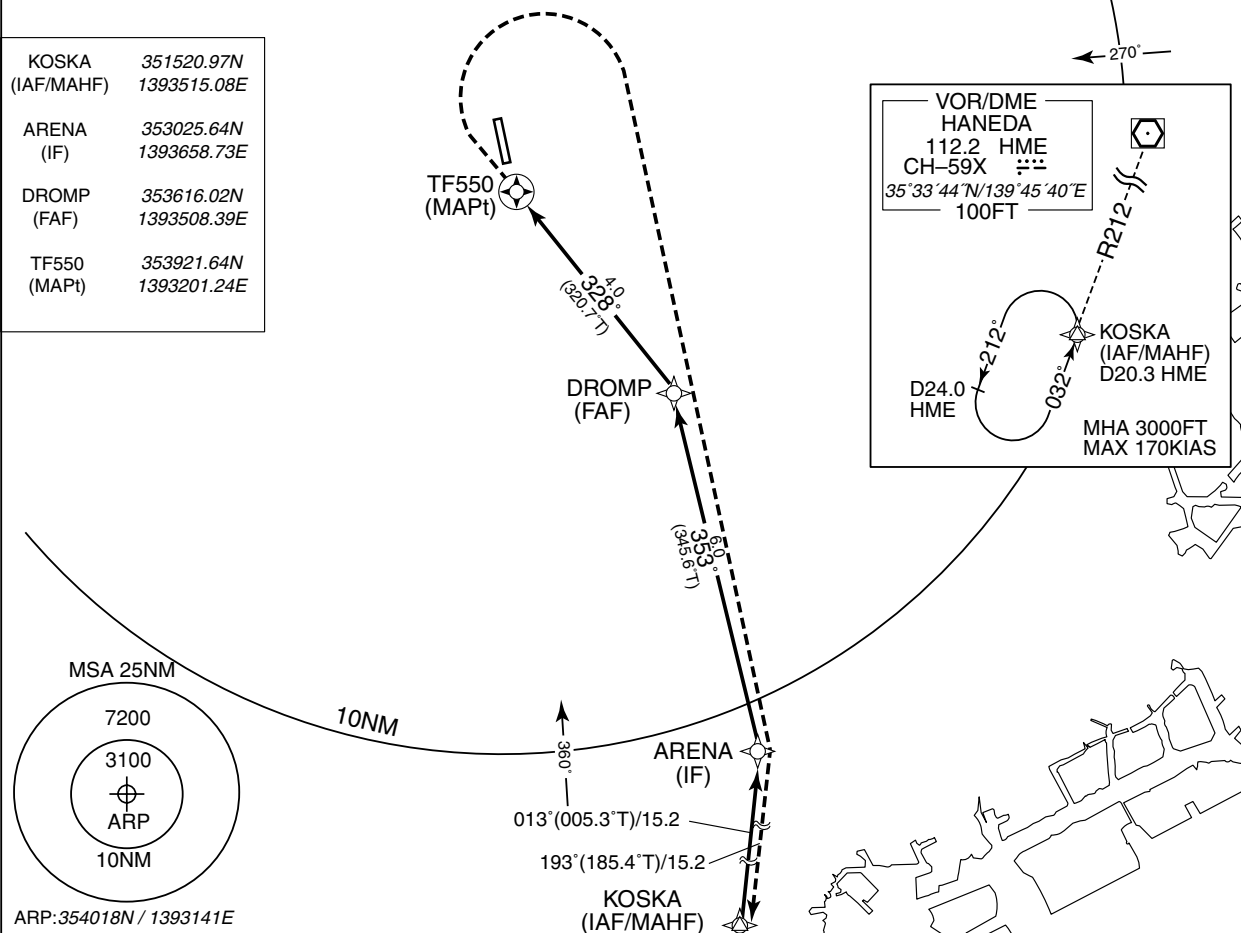 KOSKA 351520.97N
(IAF/MAHF) 1393515.08E
ARENA 353025.64N
(IF) 1393658.73E
DROMP 353616.02N
(FAF) 1393508.39E
TF550 353921.64N
(MAPt) 1393201.24E
270°
VOR/DME
HANEDA
112.2 HME
CH–59X
35°33´44˝N/139°45´40˝E
100FT
R212
212°
032°
KOSKA
(IAF/MAHF)
D20.3 HME
D24.0
HME
MHA 3000FT
MAX 170KIAS
TF550
(MAPt)
4.0
328°
(320.7°T)
DROMP
(FAF)
6.0
353°
(345.6°T)
10NM
360°
ARENA
(IF)
013°(005.3°T)/15.2
193°(185.4°T)/15.2
KOSKA
(IAF/MAHF)
MSA 25NM
7200
3100
ARP
10NM
ARP:354018N / 1393141E